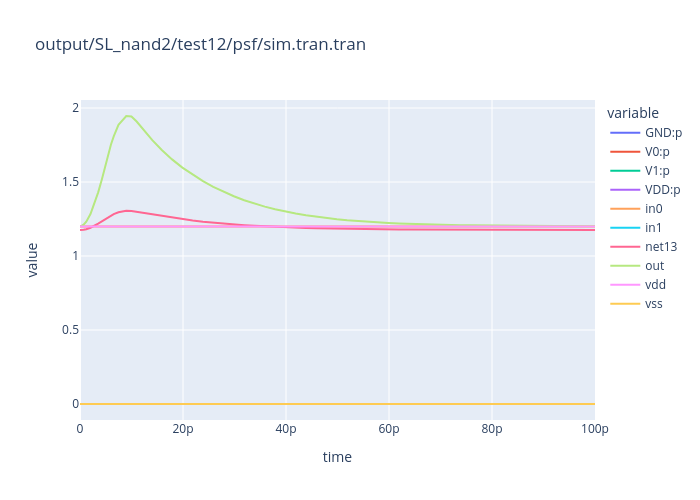 output/SL_nand2/test12/psf/sim.tran.tran
variable
GND:p
V0:p
V1:p
VDD:p
in0
in1
net13
out
vdd
vss
value
2
1.5
1
0.5
0
0
20p
40p
60p
80p
100p
time